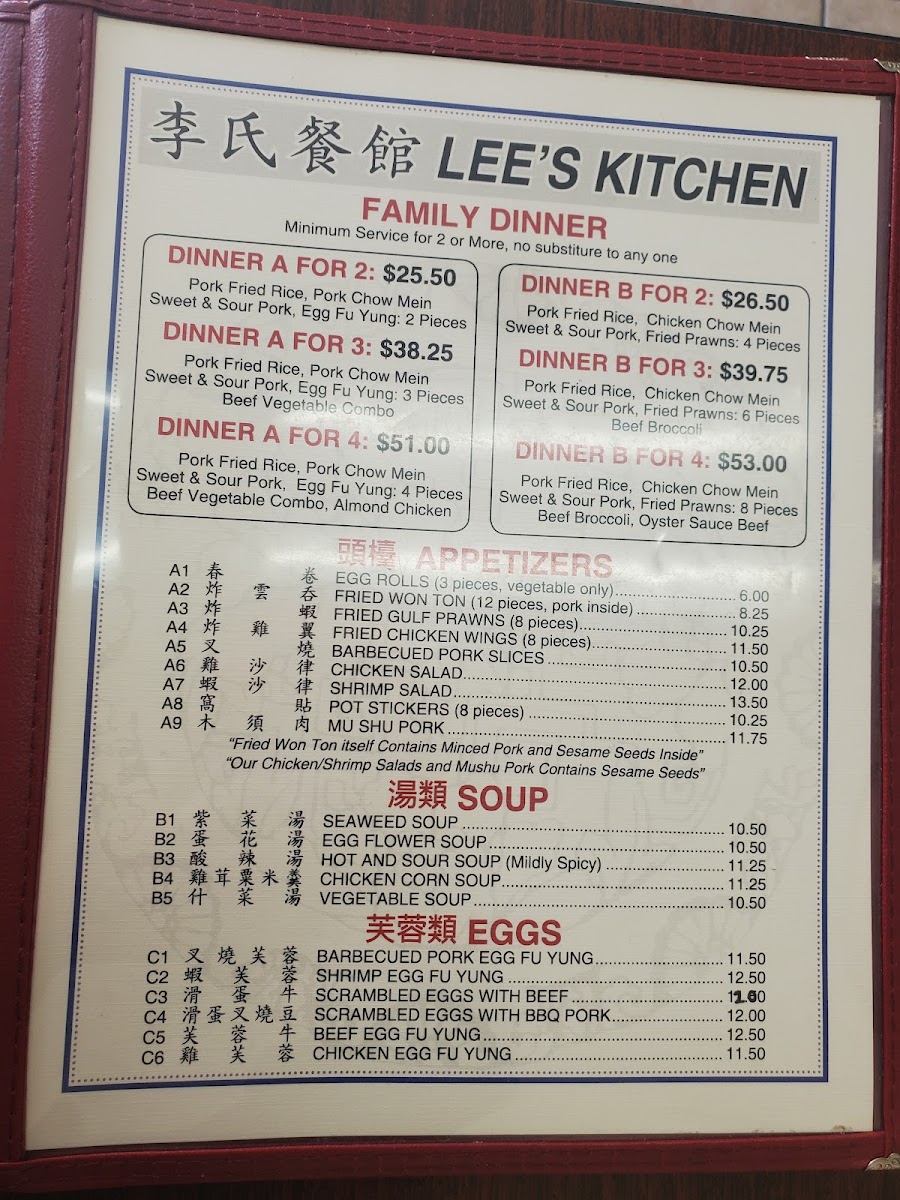 李氏餐館 LEE'S KITCHEN
FAMILY DINNER
Minimum Service for 2 or More, no substiture to any one
DINNER A FOR 2: $25.50
Pork Fried Rice, Pork Chow Mein
Sweet & Sour Pork, Egg Fu Yung: 2 Pieces
DINNER A FOR 3: $38.25
Pork Fried Rice, Pork Chow Mein
Sweet & Sour Pork, Egg Fu Yung: 3 Pieces
Beef Vegetable Combo
DINNER A FOR 4: $51.00
Pork Fried Rice, Pork Chow Mein
Sweet & Sour Pork, Egg Fu Yung: 4 Pieces
Beef Vegetable Combo, Almond Chicken
DINNER B FOR 2: $26.50
Pork Fried Rice, Chicken Chow Mein
Sweet & Sour Pork, Fried Prawns: 4 Pieces
DINNER B FOR 3: $39.75
Pork Fried Rice, Chicken Chow Mein
Sweet & Sour Pork, Fried Prawns: 6 Pieces
Beef Broccoli
DINNER B FOR 4: $53.00
Pork Fried Rice, Chicken Chow Mein
Sweet & Sour Pork, Fried Prawns: 8 Pieces
Beef Broccoli, Oyster Sauce Beef
頭檯 APPETIZERS
A1 春卷 EGG ROLLS (3 pieces, vegetable only) 6.00
A2 炸雲吞 FRIED WON TON (12 pieces, pork inside) 8.25
A3 炸蝦 FRIED GULF PRAWNS (8 pieces) 10.25
A4 炸雞翼 FRIED CHICKEN WINGS (8 pieces) 11.50
A5 叉燒 BARBECUED PORK SLICES 10.50
A6 雞沙律 CHICKEN SALAD 12.00
A7 蝦沙律 SHRIMP SALAD 13.50
A8 窩貼 POT STICKERS (8 pieces) 10.25
A9 木須肉 MU SHU PORK 11.75
"Fried Won Ton itself Contains Minced Pork and Sesame Seeds Inside"
"Our Chicken/Shrimp Salads and Mushu Pork Contains Sesame Seeds"
湯類 SOUP
B1 紫菜湯 SEAWEED SOUP 10.50
B2 蛋花湯 EGG FLOWER SOUP 10.50
B3 酸辣湯 HOT AND SOUR SOUP (Mildly Spicy) 11.25
B4 雞茸粟米羹 CHICKEN CORN SOUP 11.25
B5 什菜湯 VEGETABLE SOUP 10.50
芙蓉類 EGGS
C1 叉燒芙蓉 BARBECUED PORK EGG FU YUNG 11.50
C2 蝦芙蓉 SHRIMP EGG FU YUNG 12.50
C3 滑蛋牛 SCRAMBLED EGGS WITH BEEF
C4 滑蛋叉燒豆 SCRAMBLED EGGS WITH BBQ PORK 12.00
C5 芙蓉牛 BEEF EGG FU YUNG 12.50
C6 雞芙蓉 CHICKEN EGG FU YUNG 11.50